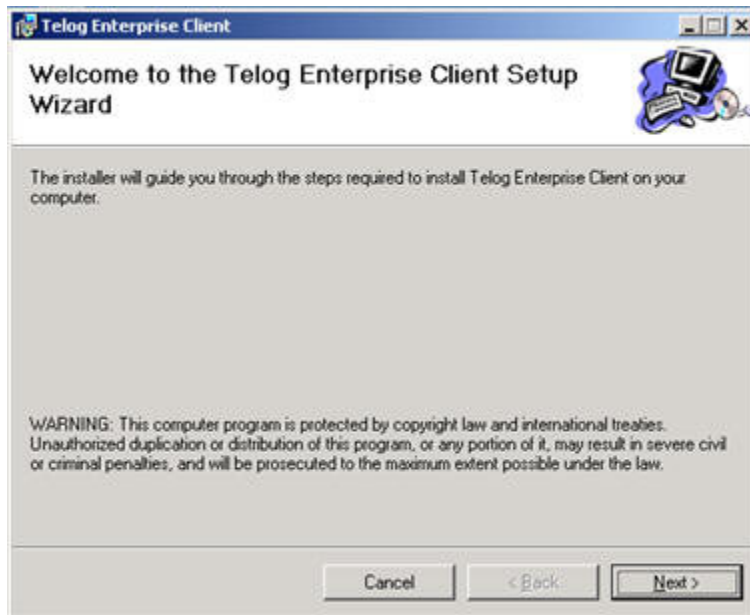 Telog Enterprise Client
Welcome to the Telog Enterprise Client Setup
Wizard
The installer will guide you through the steps required to install Telog Enterprise Client on your
computer.
WARNING: This computer program is protected by copyright law and international treaties.
Unauthorized duplication or distribution of this program, or any portion of it, may result in severe civil
or criminal penalties, and will be prosecuted to the maximum extent possible under the law.
Cancel < Back Next >